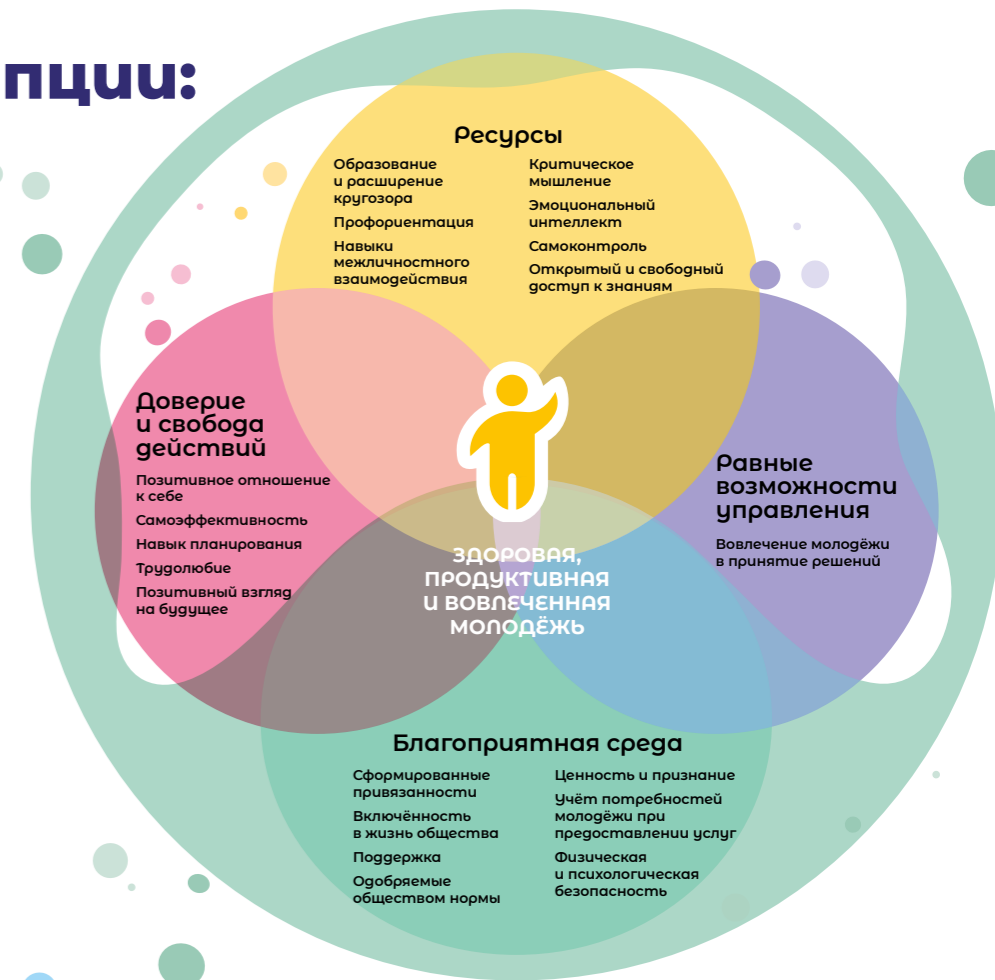 пции:
Ресурсы
Образование
и расширение
кругозора
Профориентация
Навыки
межличностного
взаимодействия
Критическое
мышление
Эмоциональный
интеллект
Самоконтроль
Открытый и свободный
доступ к знаниям
Доверие
и свобода
действий
Позитивное отношение
к себе
Самоэффективность
Навык планирования
Трудолюбие
Позитивный взгляд
на будущее
Равные
возможности
управления
Вовлечение молодёжи
в принятие решений
ЗДОРОВАЯ,
ПРОДУКТИВНАЯ
И ВОВЛЕЧЕННАЯ
МОЛОДЁЖЬ
Благоприятная среда
Сформированные
привязанности
Включённость
в жизнь общества
Поддержка
Одобряемые
обществом нормы
Ценность и признание
Учёт потребностей
молодёжи при
предоставлении услуг
Физическая
и психологическая
безопасность